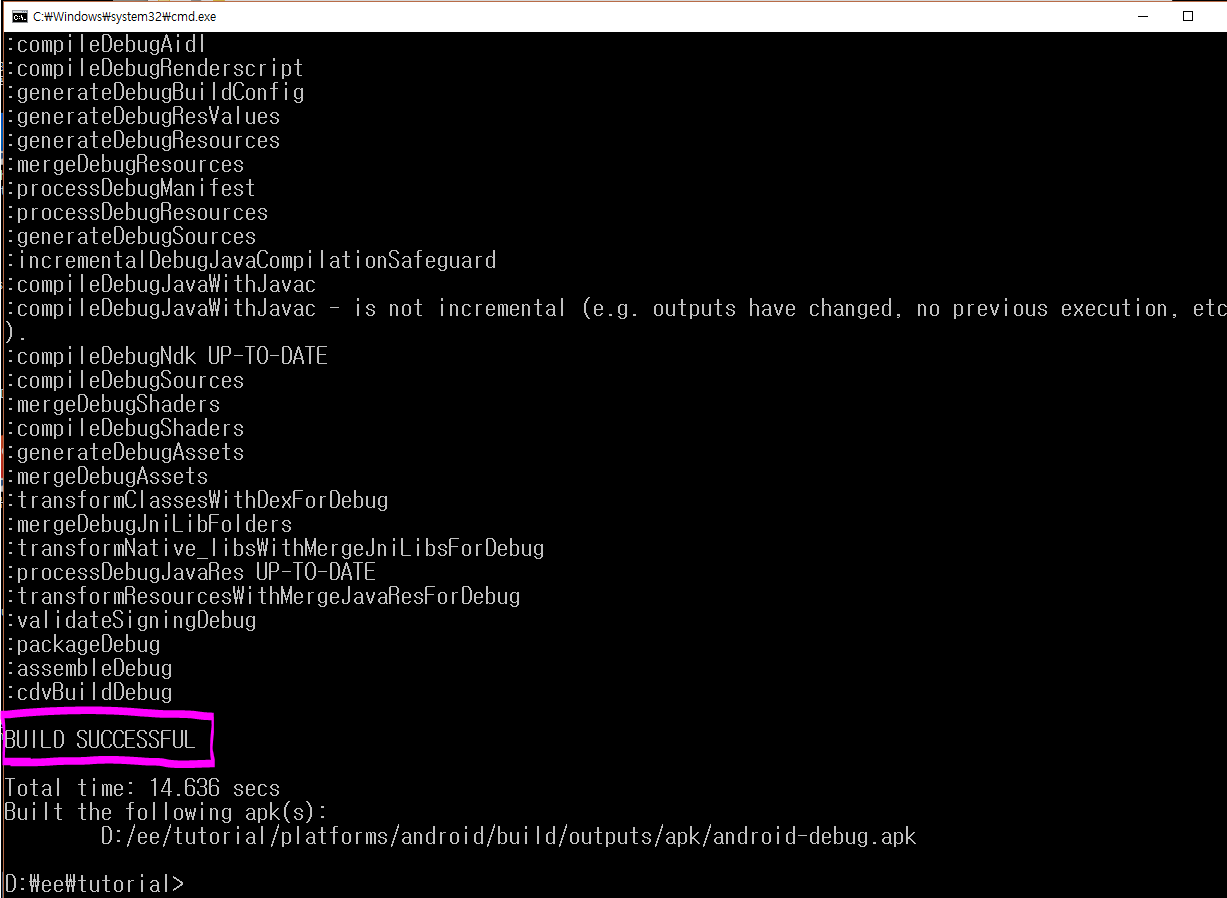 C:₩Windows₩system32₩cmd.exe
:compileDebugAidl
:compileDebugRenderscript
:generateDebugBuildConfig
:generateDebugResValues
:generateDebugResources
:mergeDebugResources
:processDebugManifest
:processDebugResources
:generateDebugSources
:incrementalDebugJavaCompilationSafeguard
:compileDebugJavaWithJavac
:compileDebugJavaWithJavac - is not incremental (e.g. outputs have changed, no previous execution, etc
).
:compileDebugNdk UP-TO-DATE
:compileDebugSources
:mergeDebugShaders
:compileDebugShaders
:generateDebugAssets
:mergeDebugAssets
:transformClassesWithDexForDebug
:mergeDebugJniLibFolders
:transformNative_libsWithMergeJniLibsForDebug
:processDebugJavaRes UP-TO-DATE
:transformResourcesWithMergeJavaResForDebug
:validateSigningDebug
:packageDebug
:assembleDebug
:cdvBuildDebug
BUILD SUCCESSFUL
Total time: 14.636 secs
Built the following apk(s):
D:/ee/tutorial/platforms/android/build/outputs/apk/android-debug.apk
D:₩ee₩tutorial>